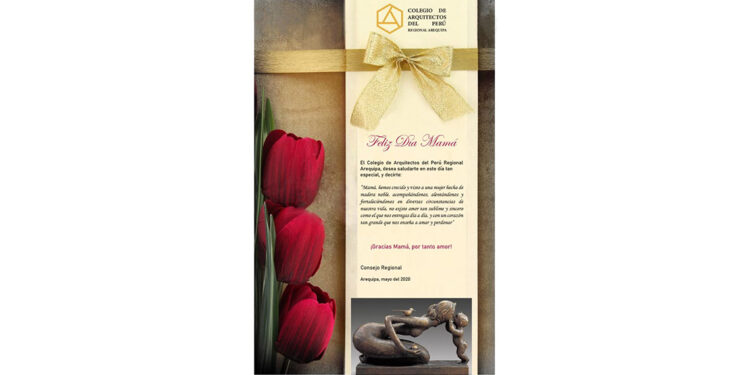 COLEGIO DE
ARQUITECTOS
DEL PERÚ
REGIONAL AREQUIPA
Feliz Día Mamá
El Colegio de Arquitectos del Perú Regional
Arequipa, desea saludarte en este día tan
especial, y decirte:
"Mamá, hemos crecido y visto a una mujer hecha de
madera noble, acompañándonos, alentándonos y
fortaleciéndonos en diversas circunstancias de
nuestra vida, no existe amor tan sublime y sincero
como el que nos entregas día a día, y con un corazón
tan grande que nos enseña a amar y perdonar"
¡Gracias Mamá, por tanto amor!
Consejo Regional
Arequipa, mayo del 2020